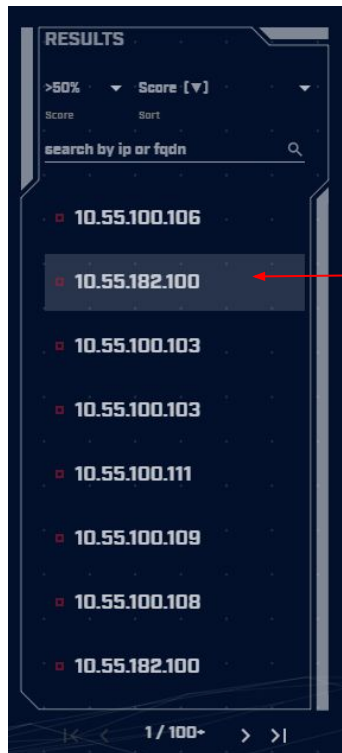 RESULTS
>50% Score [▼]
Score Sort
search by ip or fqdn
10.55.100.106
10.55.182.100
10.55.100.103
10.55.100.103
10.55.100.111
10.55.100.109
10.55.100.108
10.55.182.100
1 / 100+